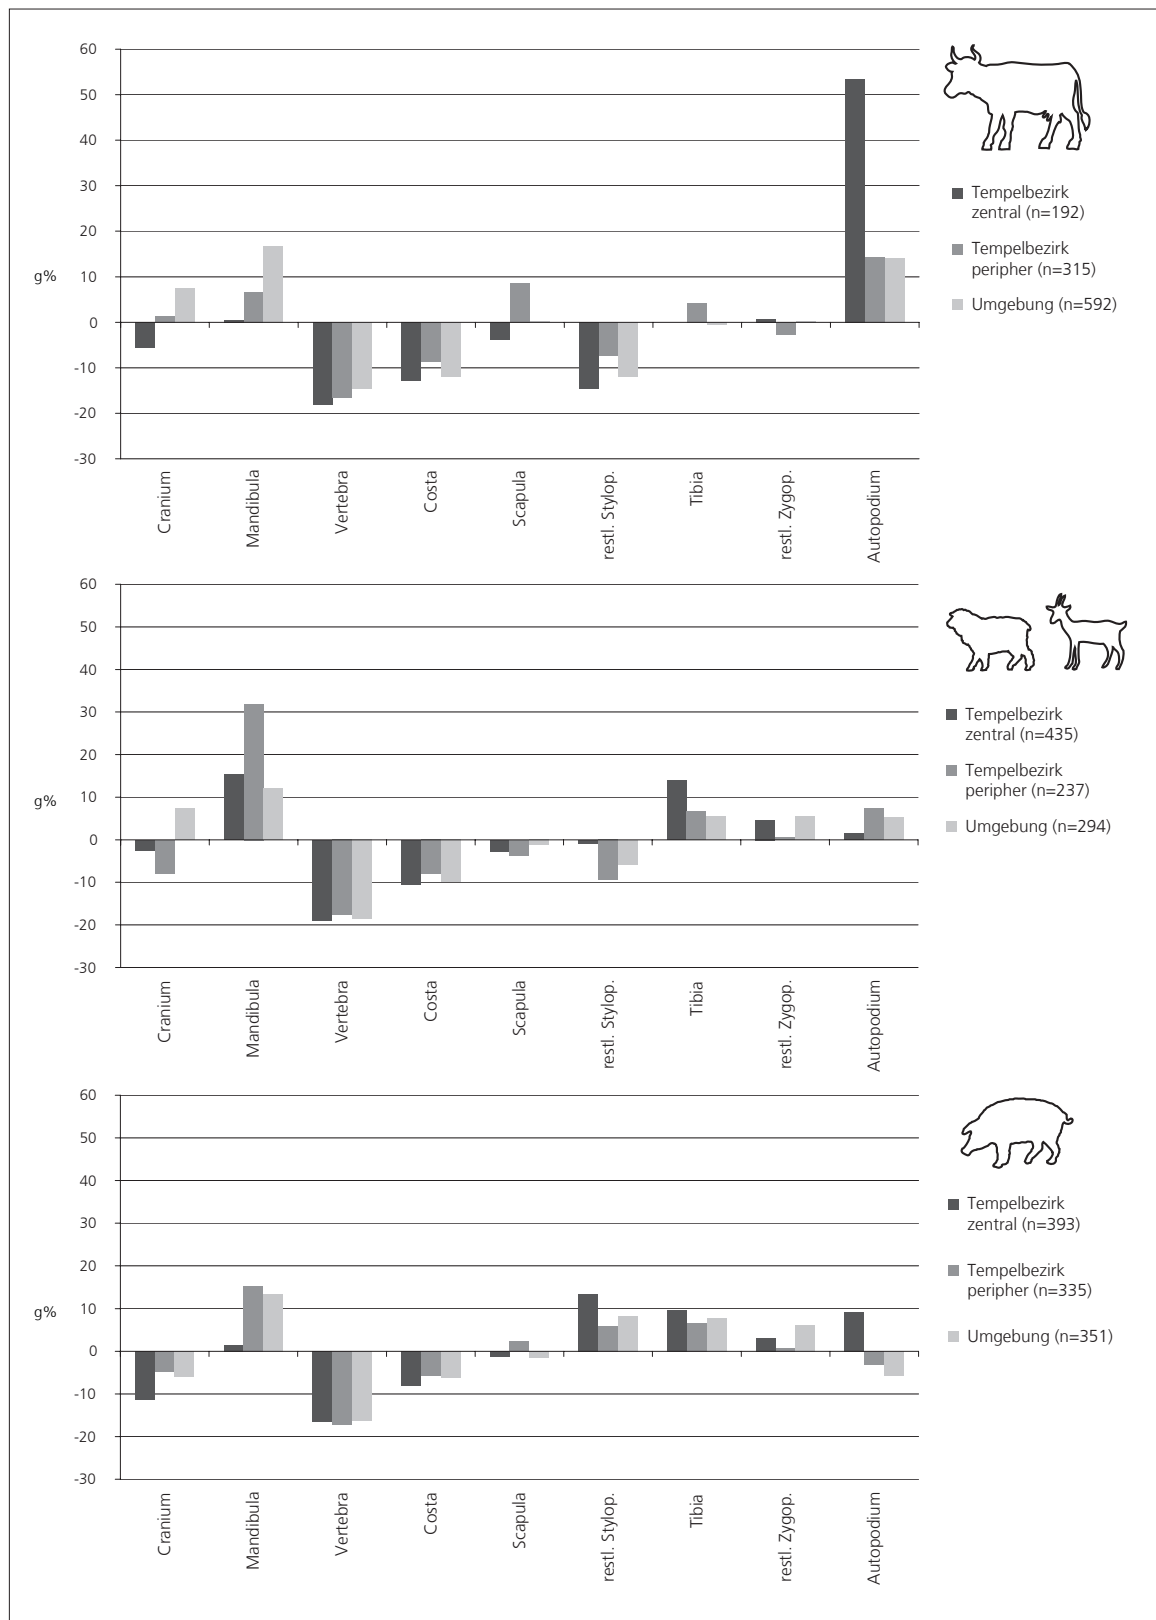 60
50
40
30
20
10
0
-10
-20
-30
g%
Cranium
Mandibula
Vertebra
Costa
Scapula
restl. Stylop.
Tibia
restl. Zygop.
Autopodium
Tempelbezirk
zentral (n=192)
Tempelbezirk
peripher (n=315)
Umgebung (n=592)
60
50
40
30
20
10
0
-10
-20
-30
g%
Cranium
Mandibula
Vertebra
Costa
Scapula
restl. Stylop.
Tibia
restl. Zygop.
Autopodium
Tempelbezirk
zentral (n=435)
Tempelbezirk
peripher (n=237)
Umgebung (n=294)
60
50
40
30
20
10
0
-10
-20
-30
g%
Cranium
Mandibula
Vertebra
Costa
Scapula
restl. Stylop.
Tibia
restl. Zygop.
Autopodium
Tempelbezirk
zentral (n=393)
Tempelbezirk
peripher (n=335)
Umgebung (n=351)